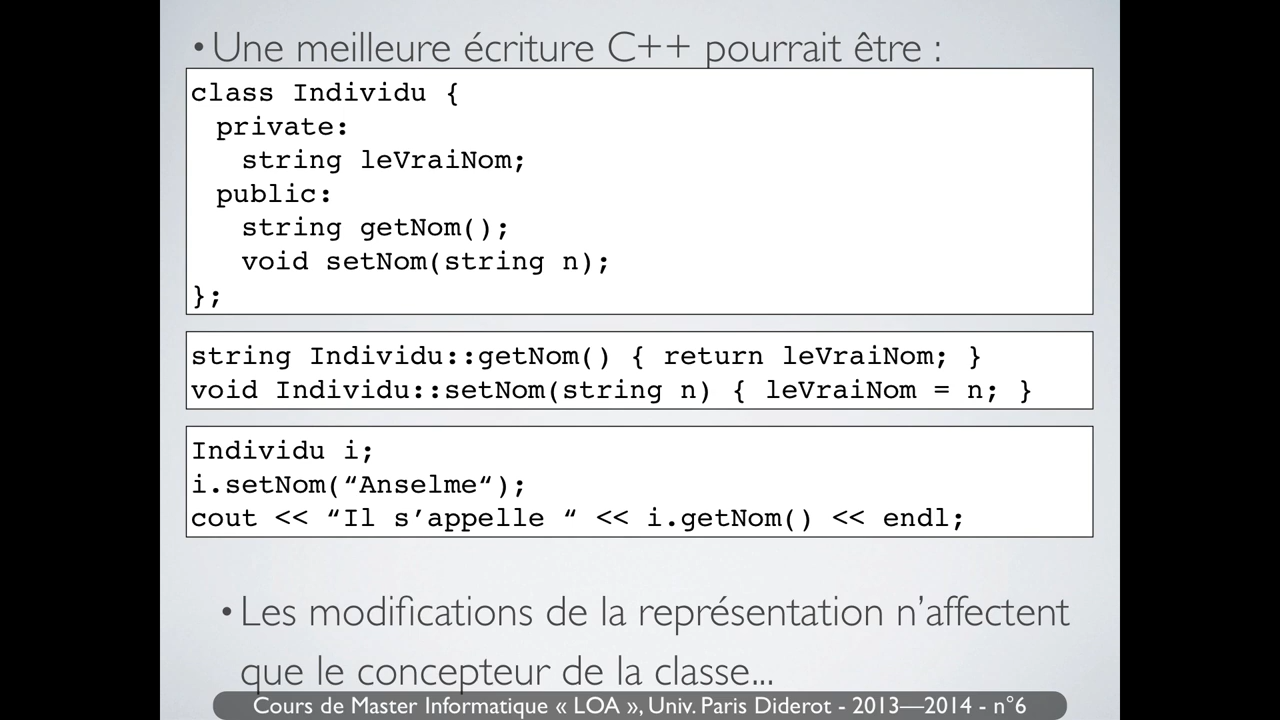 •Une meilleure écriture C++ pourrait être :
class Individu {
private:
string leVraiNom;
public:
string getNom();
void setNom(string n);
};
string Individu::getNom() { return leVraiNom; }
void Individu::setNom(string n) { leVraiNom = n; }
Individu i;
i.setNom(“Anselme“);
cout << “Il s’appelle “ << i.getNom() << endl;
•Les modifications de la représentation n’affectent
que le concepteur de la classe...
Cours de Master Informatique « LOA », Univ. Paris Diderot - 2013—2014 - n°6